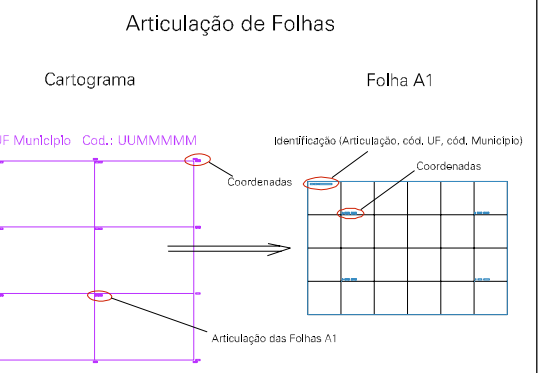 Articulação de Folhas
Cartograma
Folha A1
UF Município Cod.: UUMMMMM
Identificação (Articulação, cód, UF, cód, Município)
Coordenadas
Coordenadas
Articulação das Folhas A1